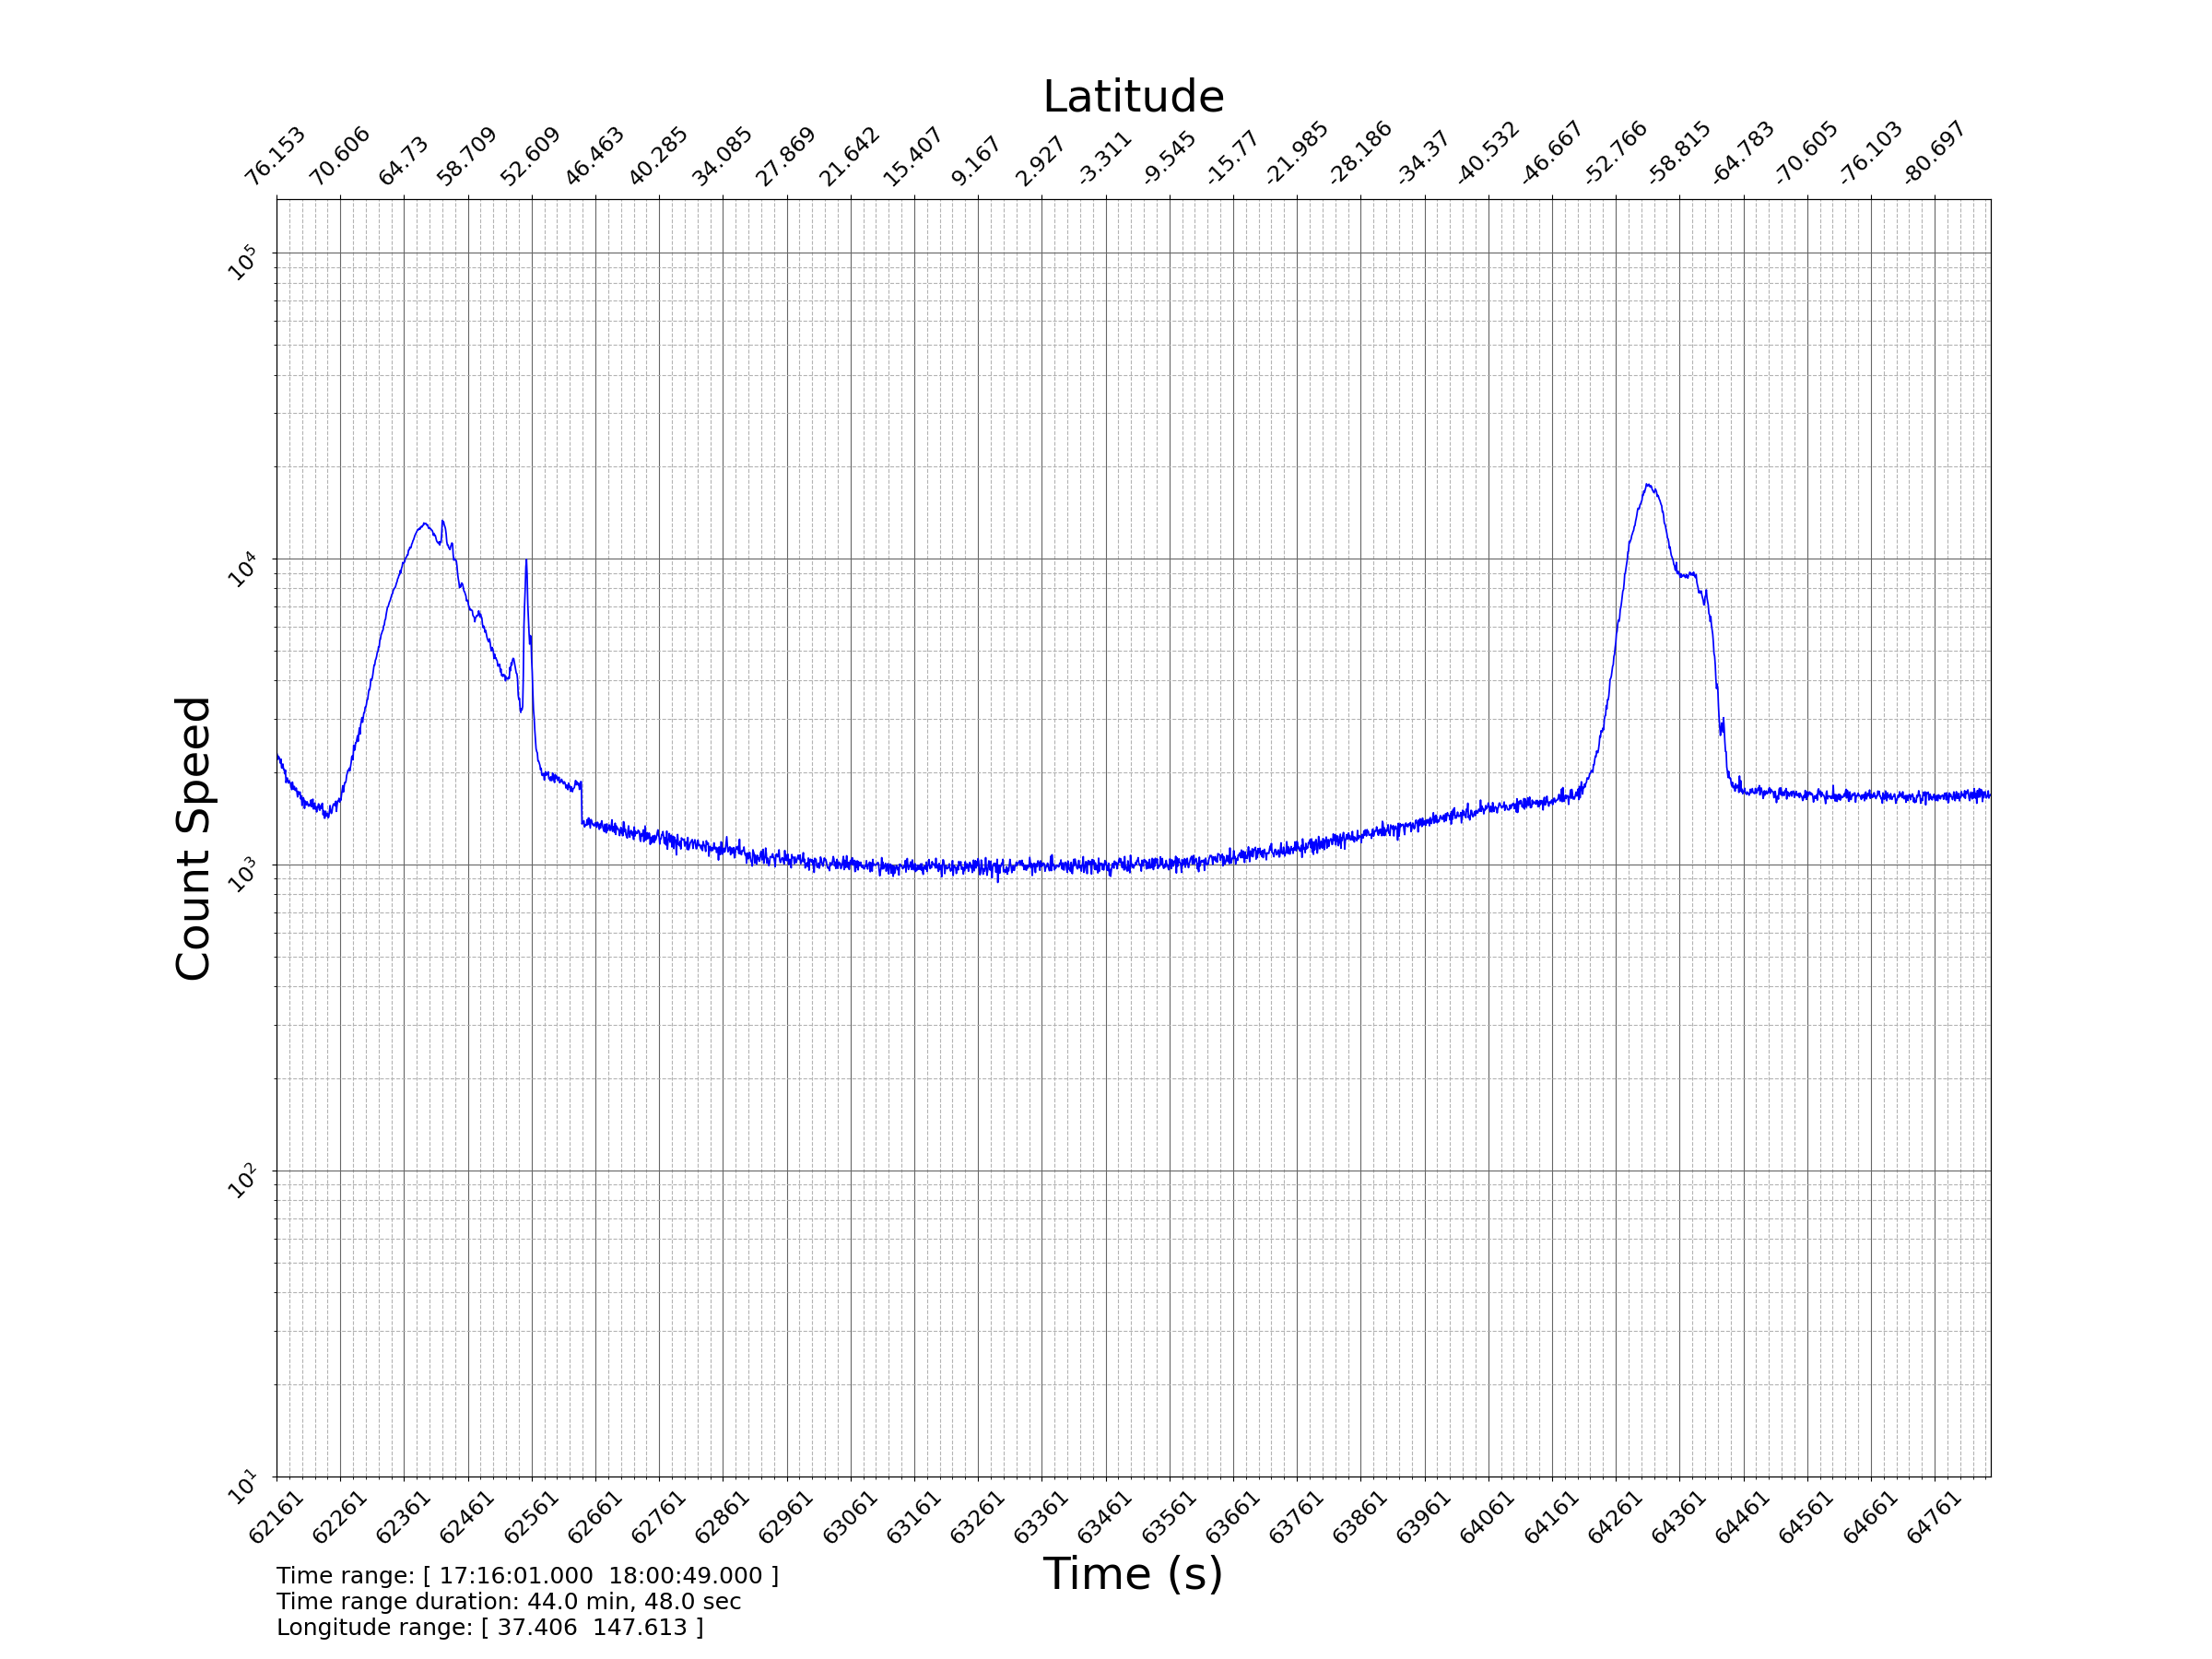 Latitude
76.153 70.606 64.73 58.709 52.609 46.463 40.285 34.085 27.869 21.642 15.407 9.167 2.927 -3.311 -9.545 -15.77 -21.985 -28.186 -34.37 -40.532 -46.667 -52.766 -58.815 -64.783 -70.605 -76.103 -80.697
10^5
10^4
10^3
10^2
10^1
Count Speed
62161 62261 62361 62461 62561 62661 62761 62861 62961 63061 63161 63261 63361 63461 63561 63661 63761 63861 63961 64061 64161 64261 64361 64461 64561 64661 64761
Time (s)
Time range: [ 17:16:01.000  18:00:49.000 ]
Time range duration: 44.0 min, 48.0 sec
Longitude range: [ 37.406  147.613 ]